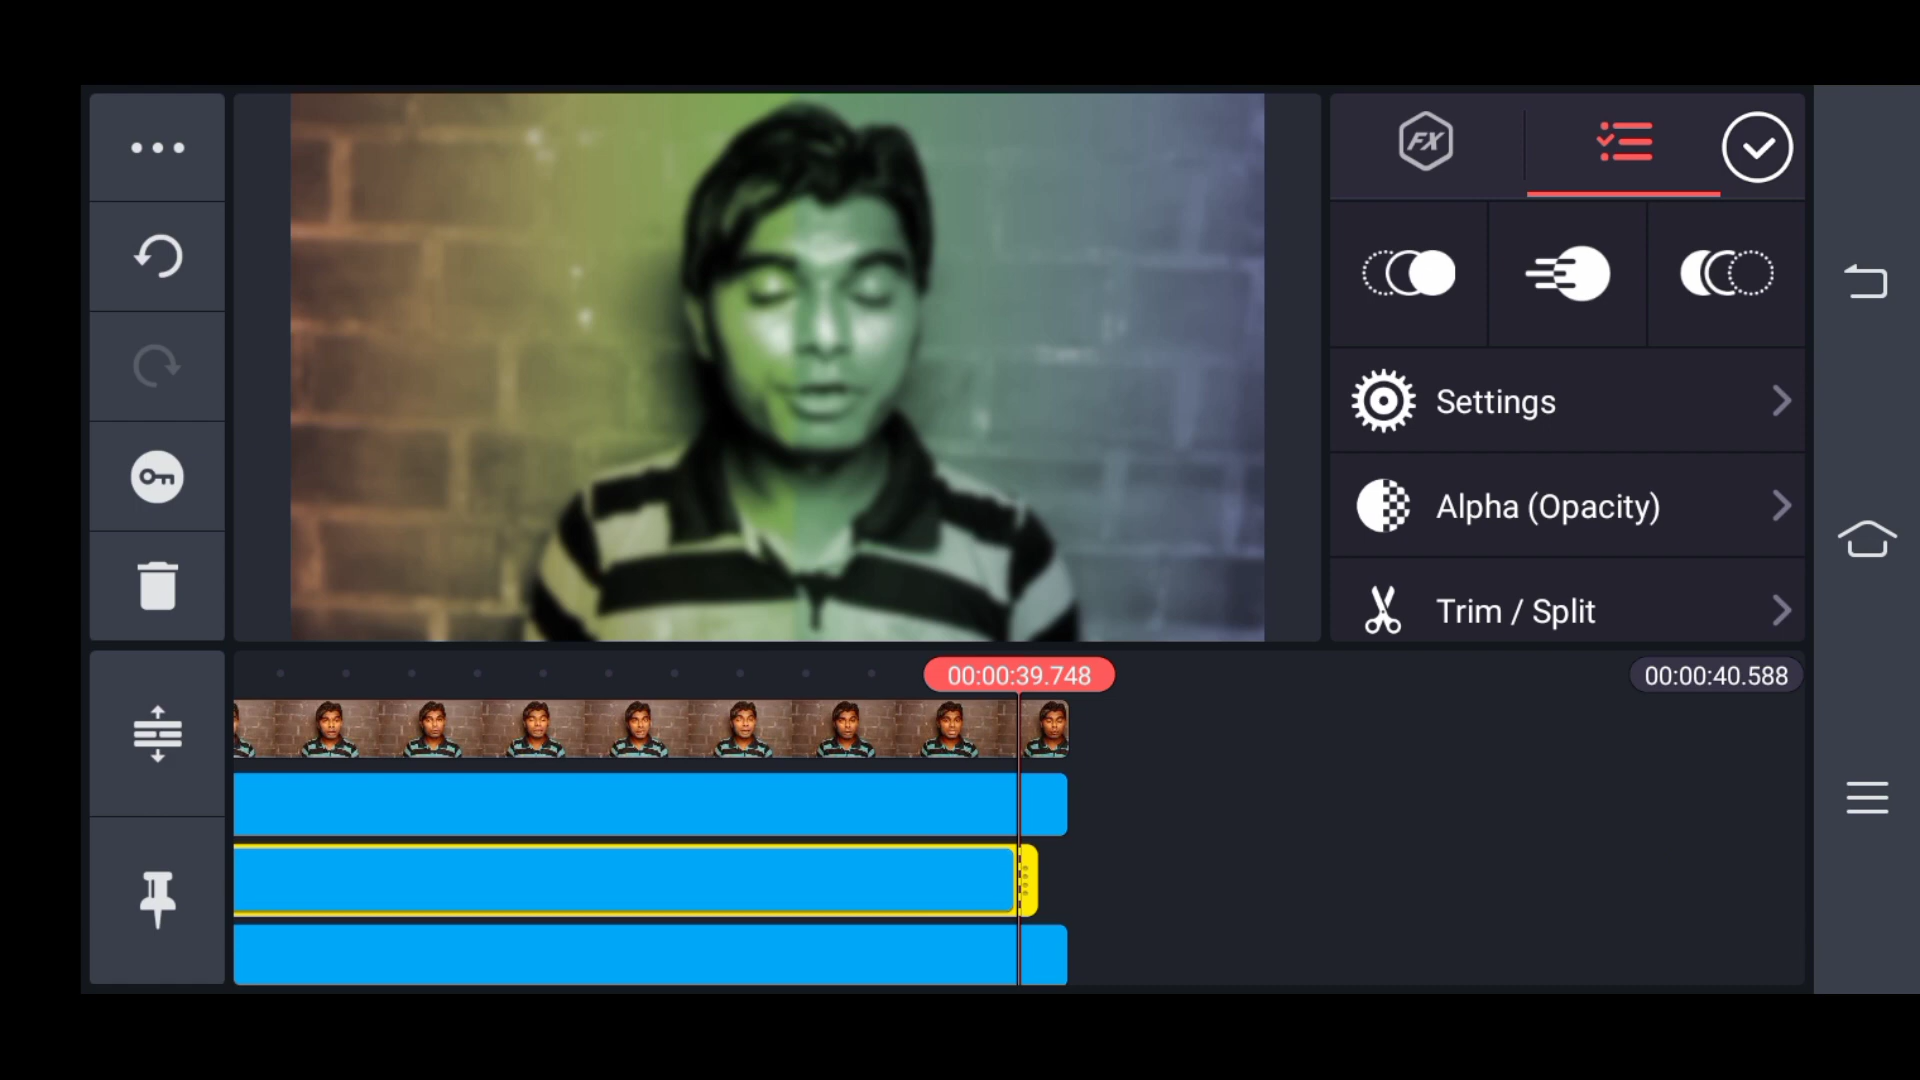 FX
Settings
Alpha (Opacity)
Trim / Split
00:00:39.748
00:00:40.588